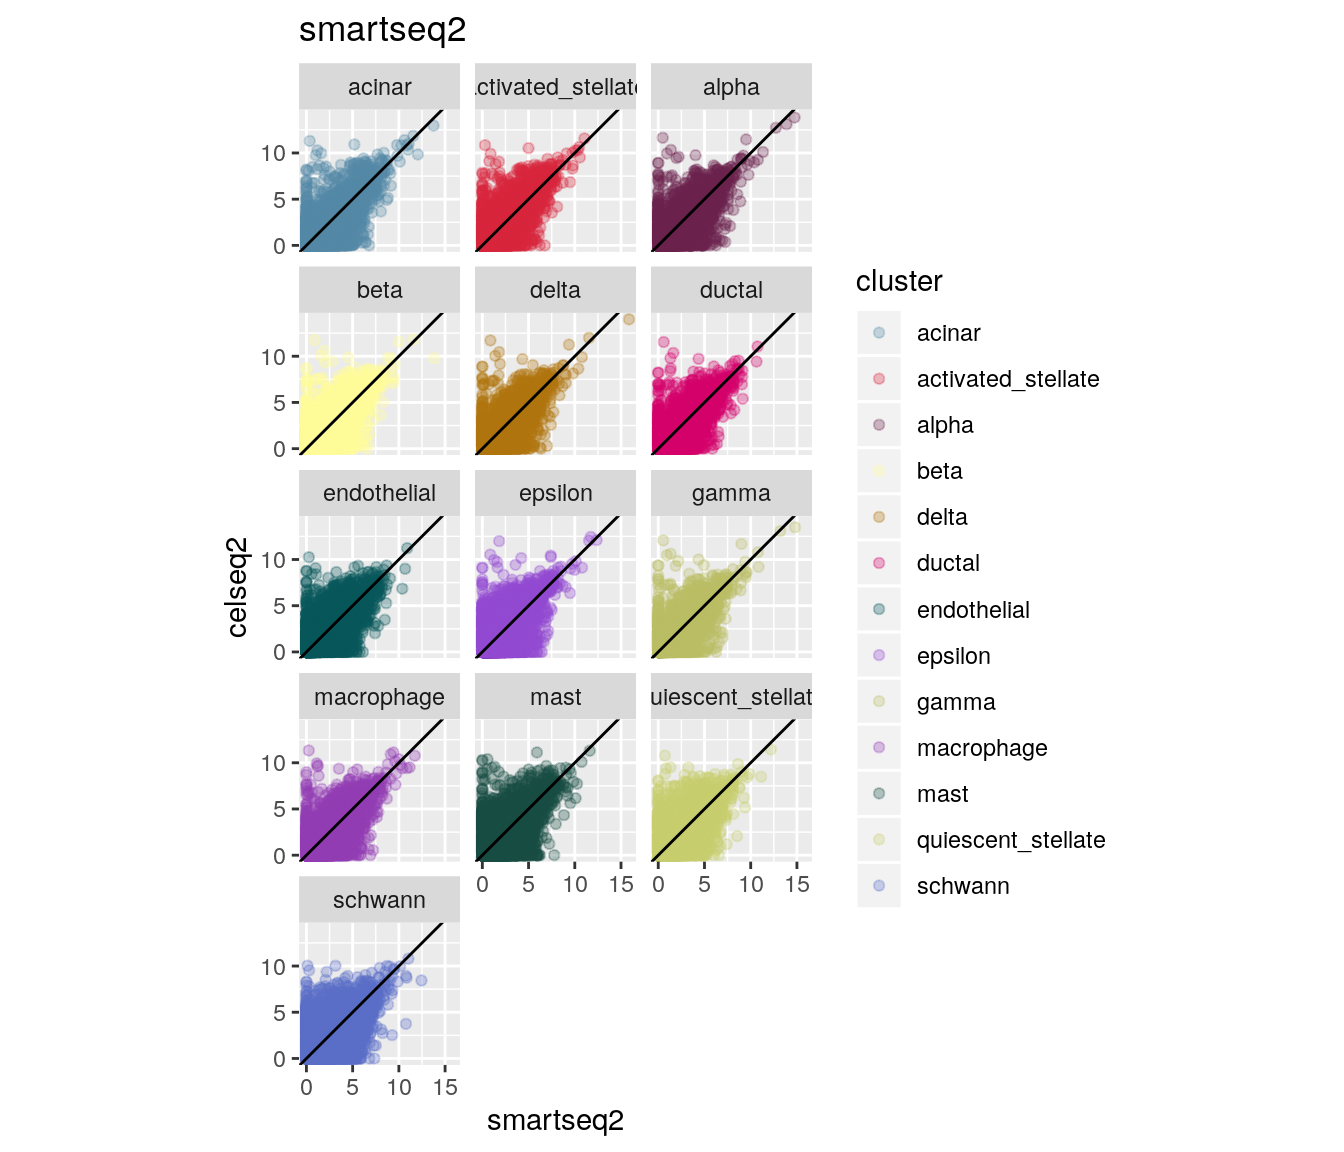 smartseq2
acinar
ctivated_stellate
alpha
10
5
0
beta
delta
ductal
10
5
0
endothelial
epsilon
gamma
10
5
0
macrophage
mast
uiescent_stellat
10
5
0
0 5 10 15
0 5 10 15
schwann
10
5
0
0 5 10 15
smartseq2
celseq2
cluster
acinar
activated_stellate
alpha
beta
delta
ductal
endothelial
epsilon
gamma
macrophage
mast
quiescent_stellate
schwann